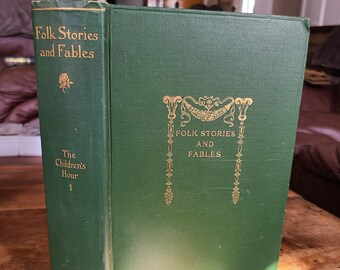 Folk Stories
and Fables
The
Children's
Hour
1
FOLK STORIES
AND
FABLES